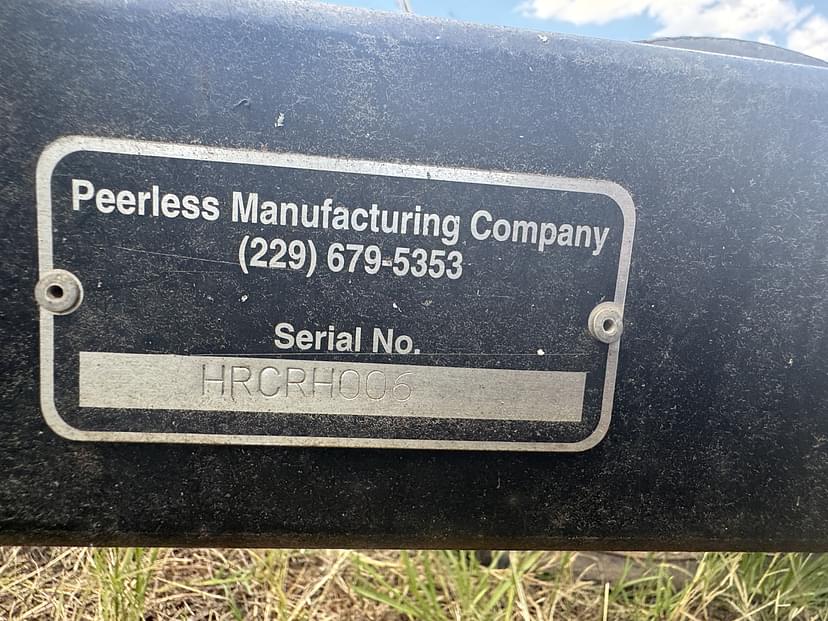 Peerless Manufacturing Company
(229) 679-5353
Serial No.
HRCRH006